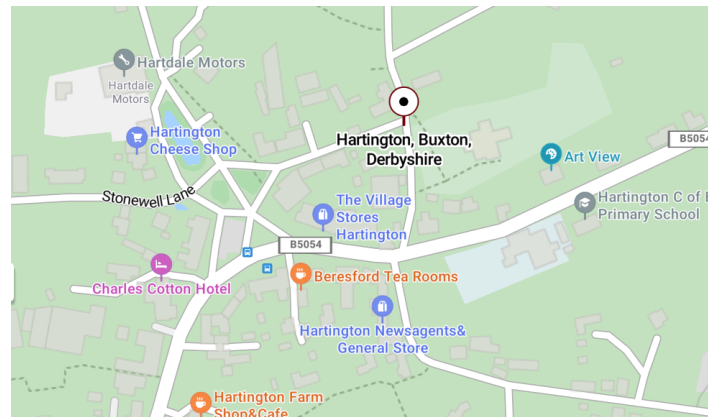 Hartdale Motors
Hartdale
Motors
Hartington
Cheese Shop
Hartington, Buxton,
Derbyshire
B5054
Art View
Stonewell Lane
The Village
Stores
Hartington
Hartington C of E
Primary School
B5054
Charles Cotton Hotel
Beresford Tea Rooms
Hartington Newsagents&
General Store
Hartington Farm
Shop&Cafe